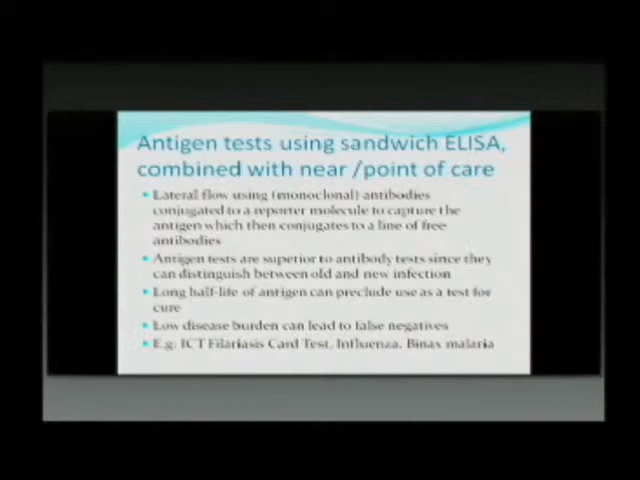 Antigen tests using sandwich ELISA,
combined with near /point of care
Lateral flow using (monoclonal) antibodies
conjugated to a reporter molecule to capture the
antigen which then conjugates to a line of free
antibodies
Antigen tests are superior to antibody tests since they
can distinguish between old and new infection
Long half-life of antigen can preclude use as a test for
cure
Low disease burden can lead to false negatives
E.g: ICT Filariasis Card Test, Influenza, Binax malaria